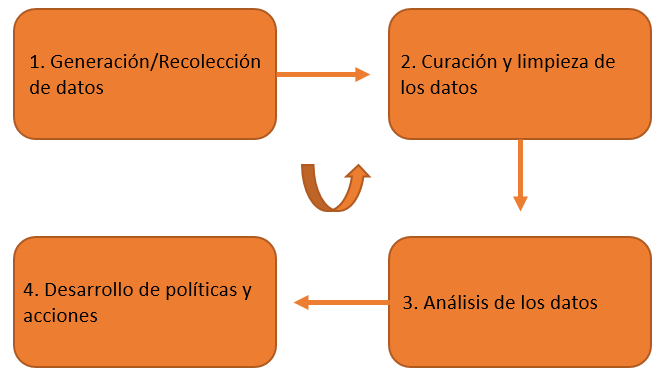 1. Generación/Recolección
de datos
2. Curación y limpieza de
los datos
4. Desarrollo de políticas y
acciones
3. Análisis de los datos